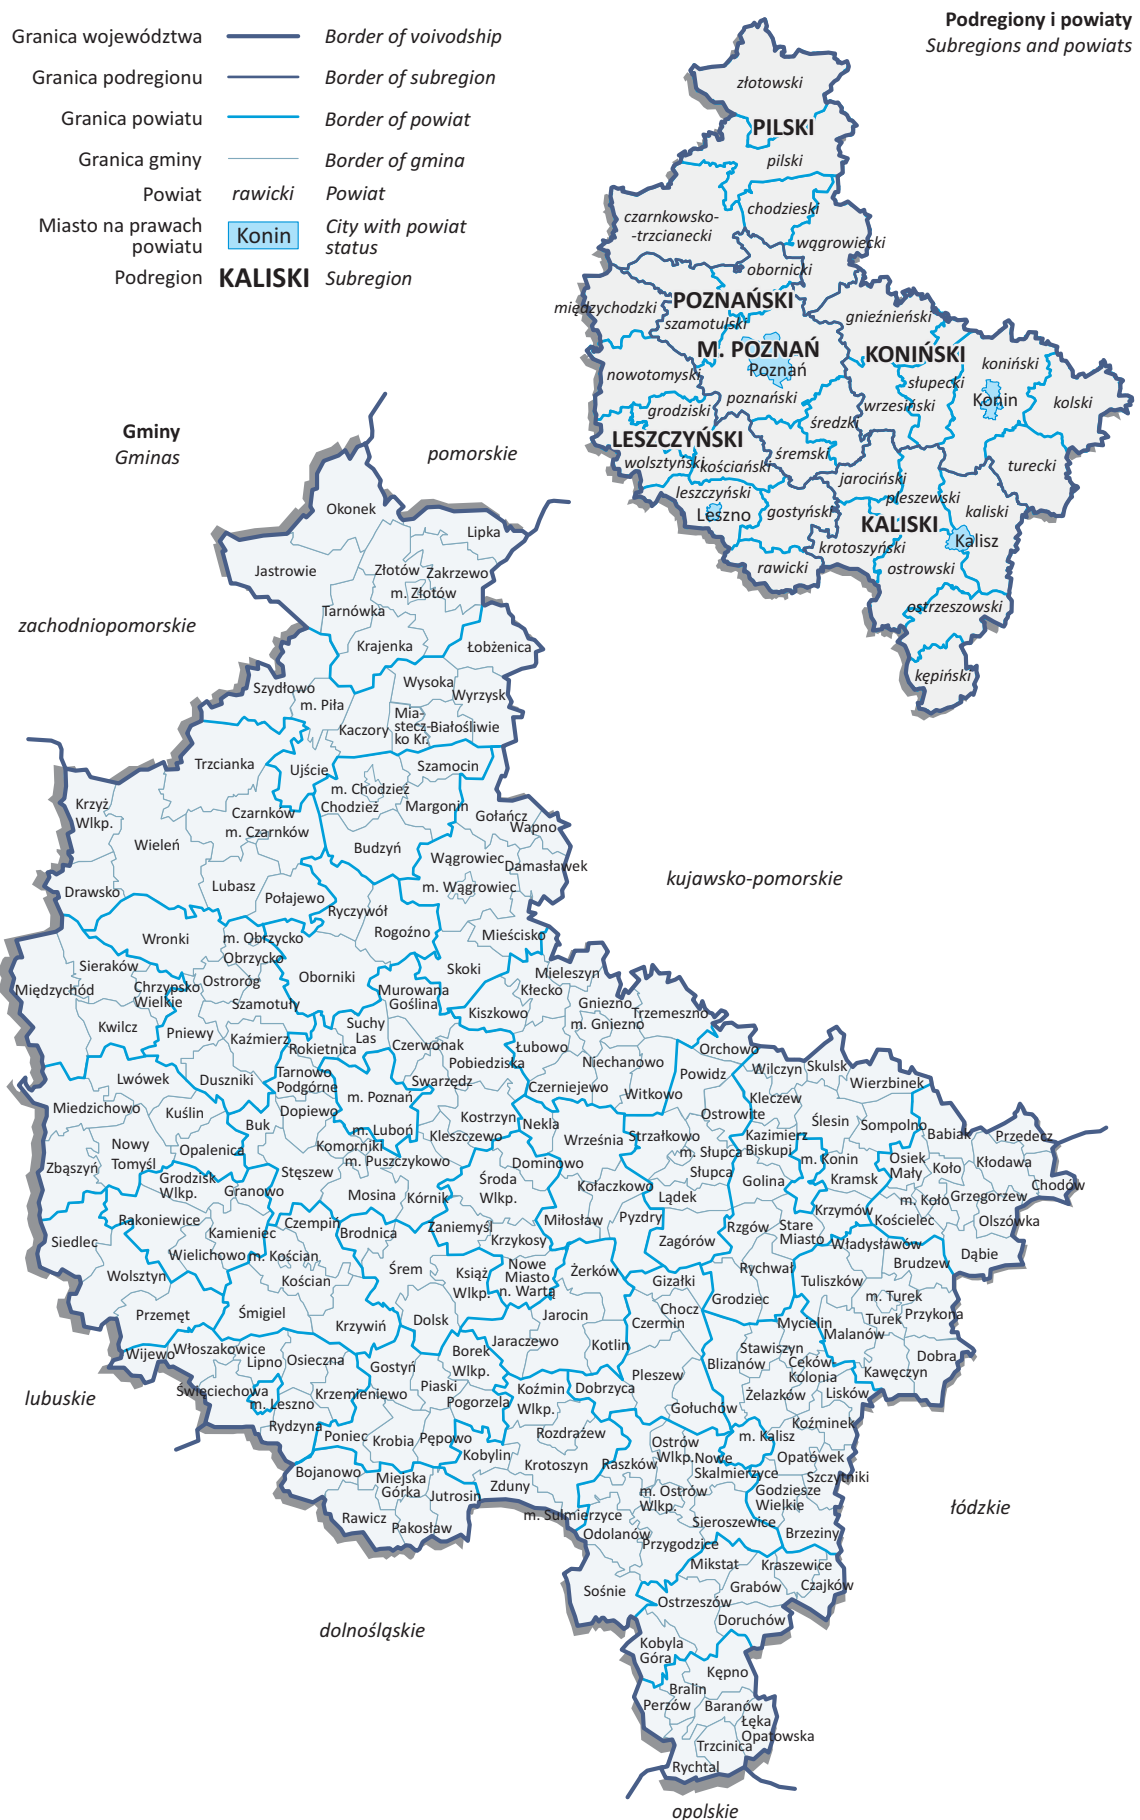 Granica województwa
Border of voivodship
Granica podregionu
Border of subregion
Granica powiatu
Border of powiat
Granica gminy
Border of gmina
Powiat
rawicki
Powiat
Miasto na prawach
powiatu
Konin
City with powiat
status
Podregion
KALISKI
Subregion
Podregiony i powiaty
Subregions and powiats
złotowski
PILSKI
pilski
chodzieski
czarnkowsko-
-trzcianecki
wągrowiecki
obornicki
międzychodzki
POZNAŃSKI
szamotulski
gnieźnieński
M. POZNAŃ
Poznań
KONIŃSKI
koniński
nowotomyski
słupecki
poznański
wrzesiński
Konin
kolski
grodziski
średzki
LESZCZYŃSKI
wolsztyński
kościański
śremski
turecki
jarociński
leszczyński
pleszewski
Leszno
gostyński
kaliski
KALISKI
Kalisz
krotoszyński
rawicki
ostrowski
ostrzeszowski
kępiński
Gminy
Gminas
pomorskie
zachodniopomorskie
kujawsko-pomorskie
lubuskie
łódzkie
dolnośląskie
opolskie
Okonek
Lipka
Jastrowie
Złotów
Zakrzewo
m. Złotów
Tarnówka
Krajenka
Łobżenica
Szydłowo
m. Piła
Wysoka
Wyrzysk
Kaczory
Mia-
stecz-
ko Kr.
Białośliwie
Trzcianka
Ujście
Szamocin
m. Chodzież
Chodzież
Margonin
Krzyż
Wlkp.
Czarnków
m. Czarnków
Gołańcz
Wapno
Wieleń
Budzyń
Wągrowiec
Damasławek
m. Wągrowiec
Drawsko
Lubasz
Połajewo
Ryczywół
Rogoźno
Mieścisko
Wronki
m. Obrzycko
Obrzycko
Sieraków
Międzychód
Chrzypsko
Wielkie
Ostroróg
Szamotuły
Oborniki
Murowana
Goślina
Skoki
Mieleszyn
Kłecko
Kiszkowo
Gniezno
m. Gniezno
Trzemeszno
Kwilcz
Pniewy
Kaźmierz
Suchy
Las
Rokietnica
Czerwonak
Łubowo
Orchowo
Pobiedziska
Niechanowo
Powidz
Wilczyn
Skulsk
Wierzbinek
Lwówek
Duszniki
Tarnowo
Podgórne
Swarzędz
Czerniejewo
Witkowo
Kleczew
Miedzichowo
Kuślin
Buk
Dopiewo
m. Poznań
m. Luboń
Kostrzyn
Nekla
Ostrowite
Ślesin
Sompolno
Nowy
Tomyśl
Opalenica
Komorniki
m. Puszczykowo
Kleszczewo
Września
Strzałkowo
m. Słupca
Słupca
Kazimierz
Biskupi
m. Konin
Babiak
Przedecz
Zbąszyń
Stęszew
Dominowo
Osiek
Mały
Koło
Kłodawa
Grodzisk
Wlkp.
Granowo
Mosina
Kórnik
Środa
Wlkp.
Kołaczkowo
Golina
Kramsk
m. Koło
Grzegorzew
Chodów
Lądek
Rakoniewice
Kamieniec
Czempiń
Brodnica
Zaniemyśl
Miłosław
Pyzdry
Krzymów
Kościelec
Olszówka
Siedlec
Wielichowo
m. Kościan
Krzykosy
Zagórów
Rzgów
Stare
Miasto
Władysławów
Dąbie
Wolsztyn
Kościan
Śrem
Książ
Wlkp.
Nowe
Miasto
n. Wartą
Żerków
Gizałki
Rychwał
Tuliszków
Brudzew
m. Turek
Przemęt
Śmigiel
Krzywiń
Dolsk
Jarocin
Chocz
Czermin
Grodziec
Mycielin
Turek
Przykona
Malanów
Wijewo
Włoszakowice
Lipno
Osieczna
Gostyń
Borek
Wlkp.
Jaraczewo
Kotlin
Blizanów
Stawiszyn
Ceków-
Kolonia
Dobra
Kawęczyn
Święciechowa
m. Leszno
Krzemieniewo
Piaski
Pogorzela
Koźmin
Wlkp.
Dobrzyca
Pleszew
Gołuchów
Żelazków
Lisków
Rydzyna
Poniec
Krobia
Pępowo
Kobylin
Rozdrażew
Koźminek
m. Kalisz
Bojanowo
Miejska
Górka
Jutrosin
Krotoszyn
Raszków
Ostrów
Wlkp.
Nowe
Skalmierzyce
Opatówek
Szczytniki
Rawicz
Pakosław
Zduny
m. Sulmierzyce
m. Ostrów
Wlkp.
Godziesze
Wielkie
Odolanów
Sieroszewice
Brzeziny
Przygodzice
Sośnie
Mikstat
Kraszewice
Ostrzeszów
Grabów
Czajków
Doruchów
Kobyla
Góra
Kępno
Bralin
Perzów
Baranów
Łęka
Opatowska
Trzcinica
Rychtal